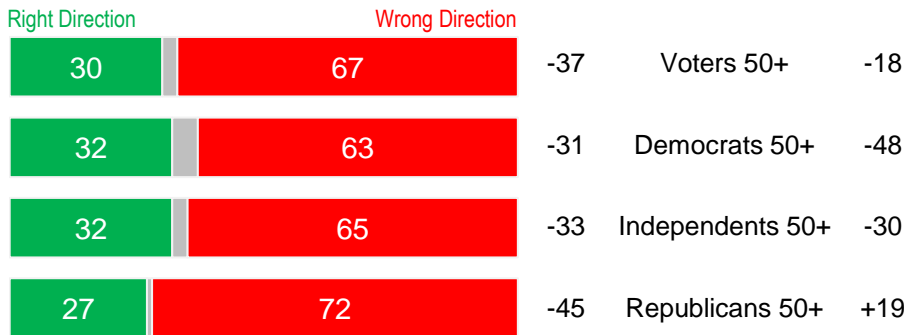 Right Direction Wrong Direction
30 67 -37 Voters 50+ -18
32 63 -31 Democrats 50+ -48
32 65 -33 Independents 50+ -30
27 72 -45 Republicans 50+ +19